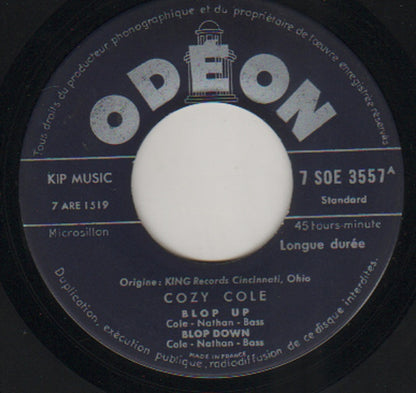 Tous droits du producteur phonographique et du propriétaire de l'œuvre enregistrée réservés
ODEON
KIP MUSIC
7 ARE 1519
Microsillon
7 SOE 3557A
Standard
45 tours-minute
Longue durée
Origine: KING Records Cincinnati, Ohio
COZY COLE
BLOP UP
Cole - Nathan - Bass
BLOP DOWN
Cole - Nathan - Bass
MADE IN FRANCE
Duplication, exécution publique, radiodiffusion de ce disque interdites.